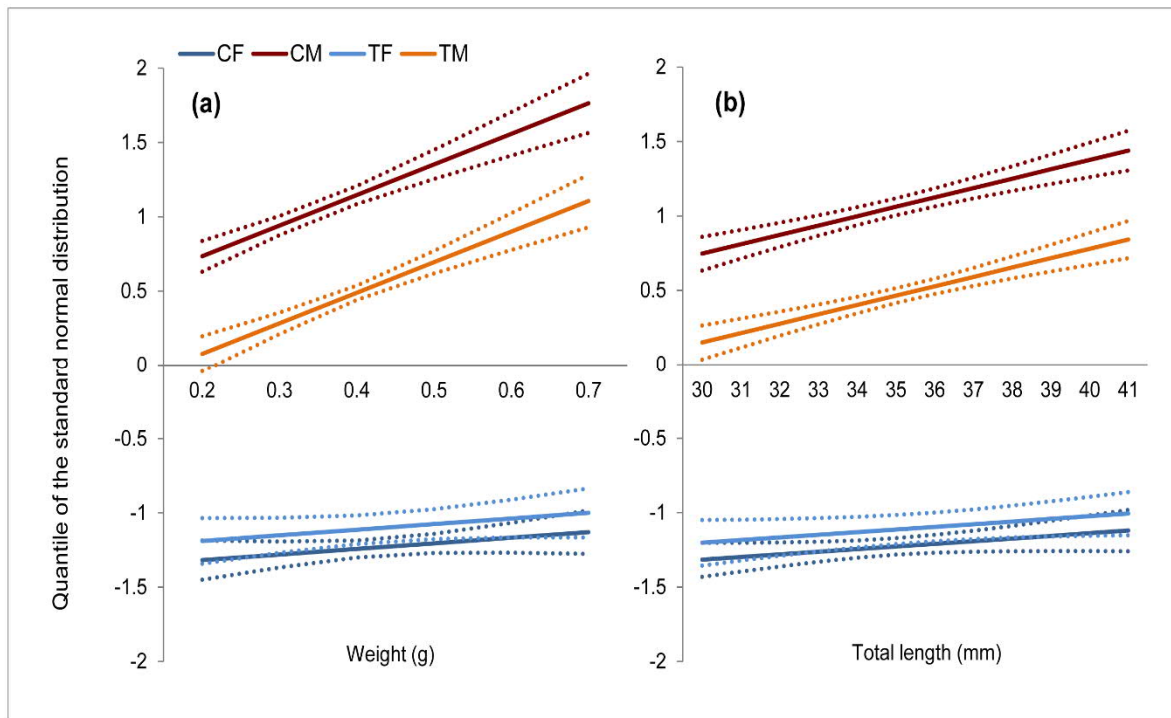 CF CM TF TM
Quantile of the standard normal distribution
(a)
2
1.5
1
0.5
0
-0.5
-1
-1.5
-2
0.2 0.3 0.4 0.5 0.6 0.7
Weight (g)
(b)
2
1.5
1
0.5
0
-0.5
-1
-1.5
-2
30 31 32 33 34 35 36 37 38 39 40 41
Total length (mm)